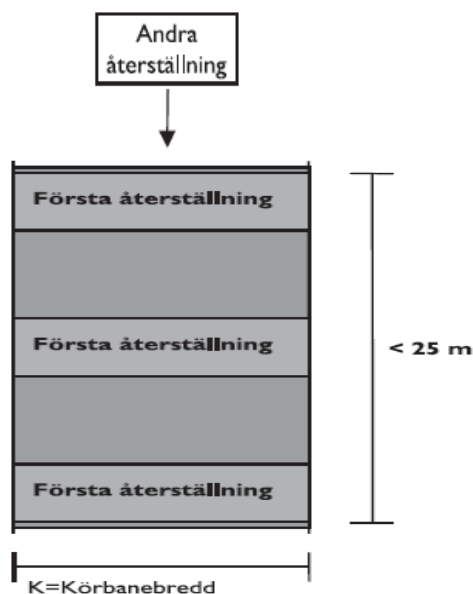 Andra
återställning
Första återställning
Första återställning
< 25 m
Första återställning
K=Körbanebredd